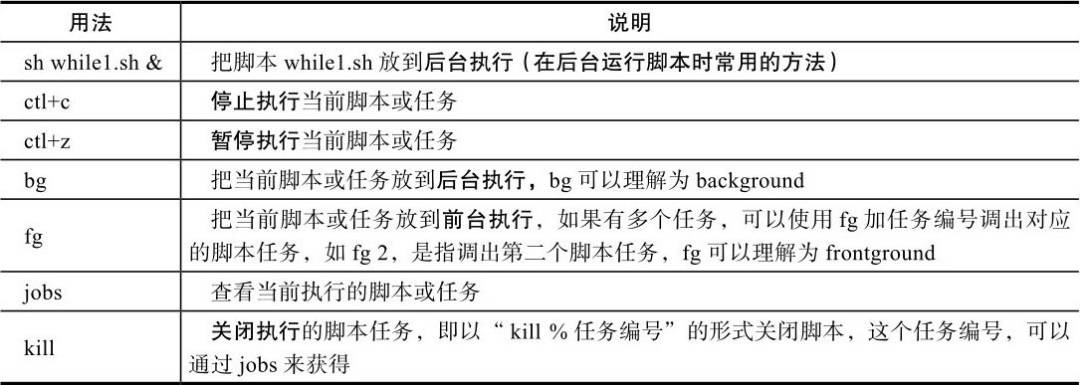 用法 说明
sh while1.sh & 把脚本 while1.sh 放到后台执行（在后台运行脚本时常用的方法）
ctl+c 停止执行当前脚本或任务
ctl+z 暂停执行当前脚本或任务
bg 把当前脚本或任务放到后台执行，bg 可以理解为 background
fg 把当前脚本或任务放到前台执行，如果有多个任务，可以使用 fg 加任务编号调出对应
的脚本任务，如 fg 2，是指调出第二个脚本任务，fg 可以理解为 frontground
jobs 查看当前执行的脚本或任务
kill 关闭执行的脚本任务，即以“ kill % 任务编号”的形式关闭脚本，这个任务编号，可以
通过 jobs 来获得